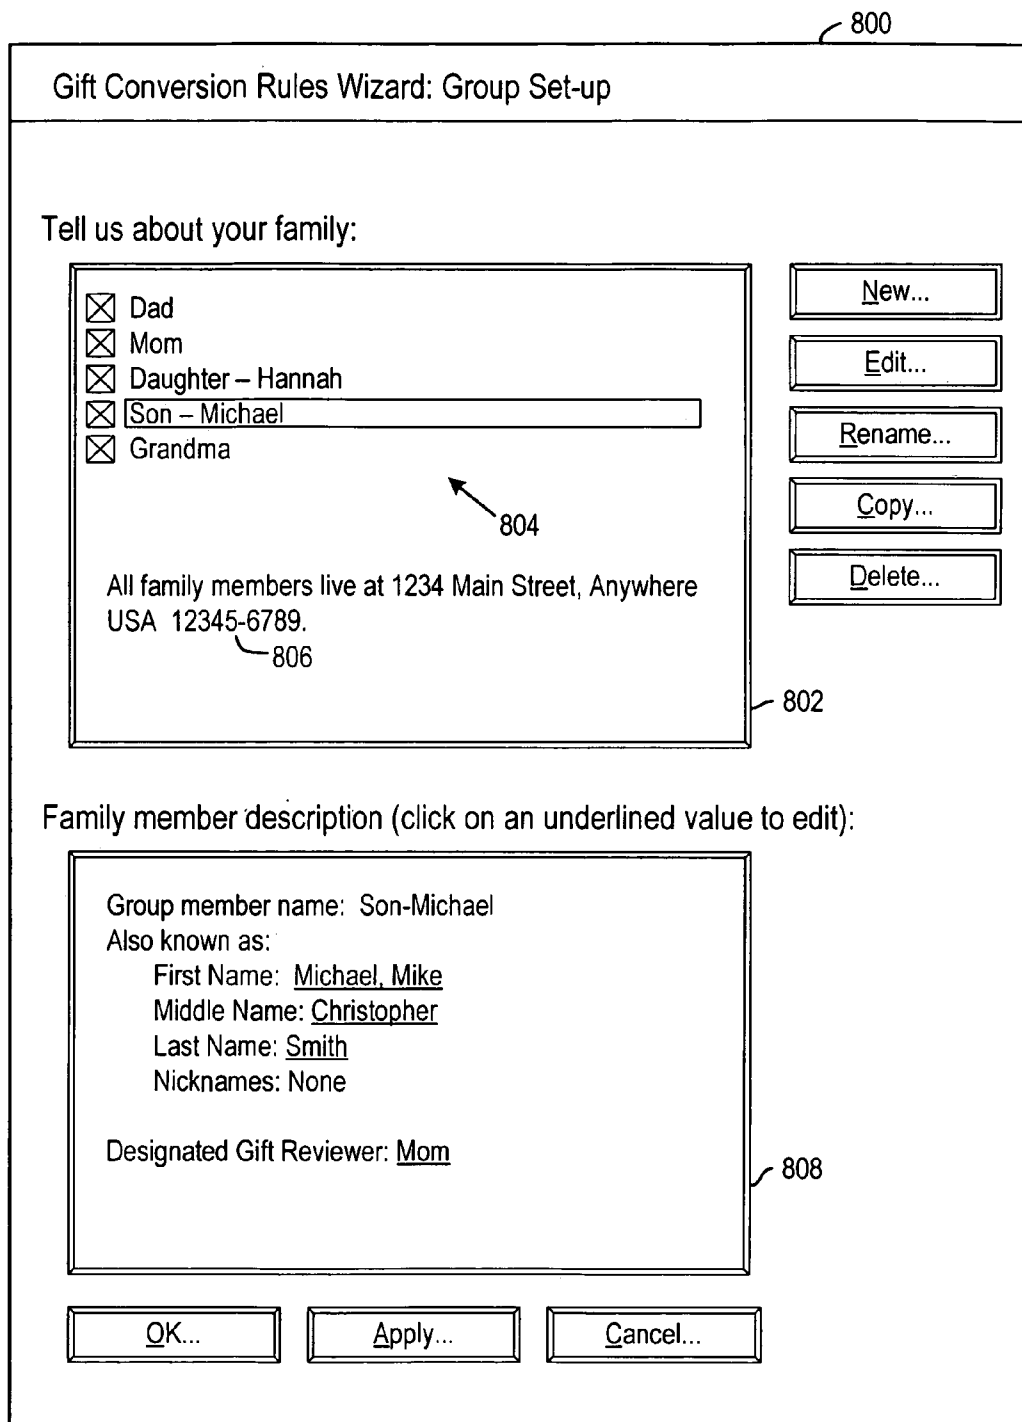 800
Gift Conversion Rules Wizard: Group Set-up
Tell us about your family:
Dad
Mom
Daughter – Hannah
Son – Michael
Grandma
804
All family members live at 1234 Main Street, Anywhere
USA 12345-6789.
806
802
New...
Edit...
Rename...
Copy...
Delete...
Family member description (click on an underlined value to edit):
Group member name: Son-Michael
Also known as:
First Name: Michael, Mike
Middle Name: Christopher
Last Name: Smith
Nicknames: None
Designated Gift Reviewer: Mom
808
OK...
Apply...
Cancel...